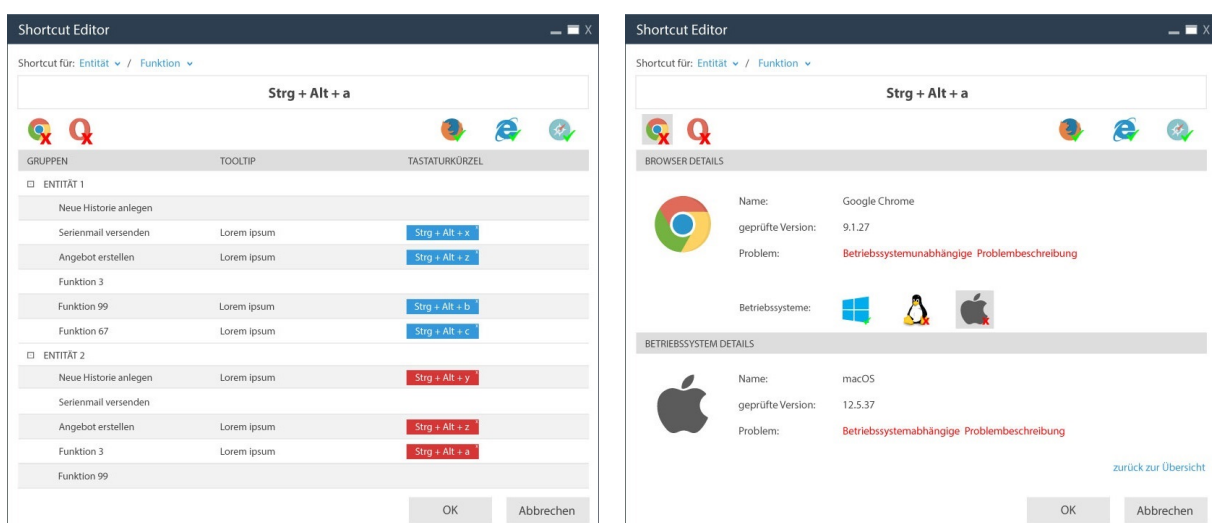 Shortcut Editor X
Shortcut für: Entität / Funktion
Strg + Alt + a
GRUPPEN TOOLTIP TASTATURKÜRZEL
ENTITÄT 1
Neue Historie anlegen
Serienmail versenden Lorem ipsum Strg + Alt + x
Angebot erstellen Lorem ipsum Strg + Alt + z
Funktion 3
Funktion 99 Lorem ipsum Strg + Alt + b
Funktion 67 Lorem ipsum Strg + Alt + c
ENTITÄT 2
Neue Historie anlegen Lorem ipsum Strg + Alt + y
Serienmail versenden
Angebot erstellen Lorem ipsum Strg + Alt + z
Funktion 3 Lorem ipsum Strg + Alt + a
Funktion 99
OK Abbrechen
Shortcut Editor X
Shortcut für: Entität / Funktion
Strg + Alt + a
BROWSER DETAILS
Name: Google Chrome
geprüfte Version: 9.1.27
Problem: Betriebssystemunabhängige Problembeschreibung
Betriebssysteme:
BETRIEBSSYSTEM DETAILS
Name: macOS
geprüfte Version: 12.5.37
Problem: Betriebssystemabhängige Problembeschreibung
zurück zur Übersicht
OK Abbrechen